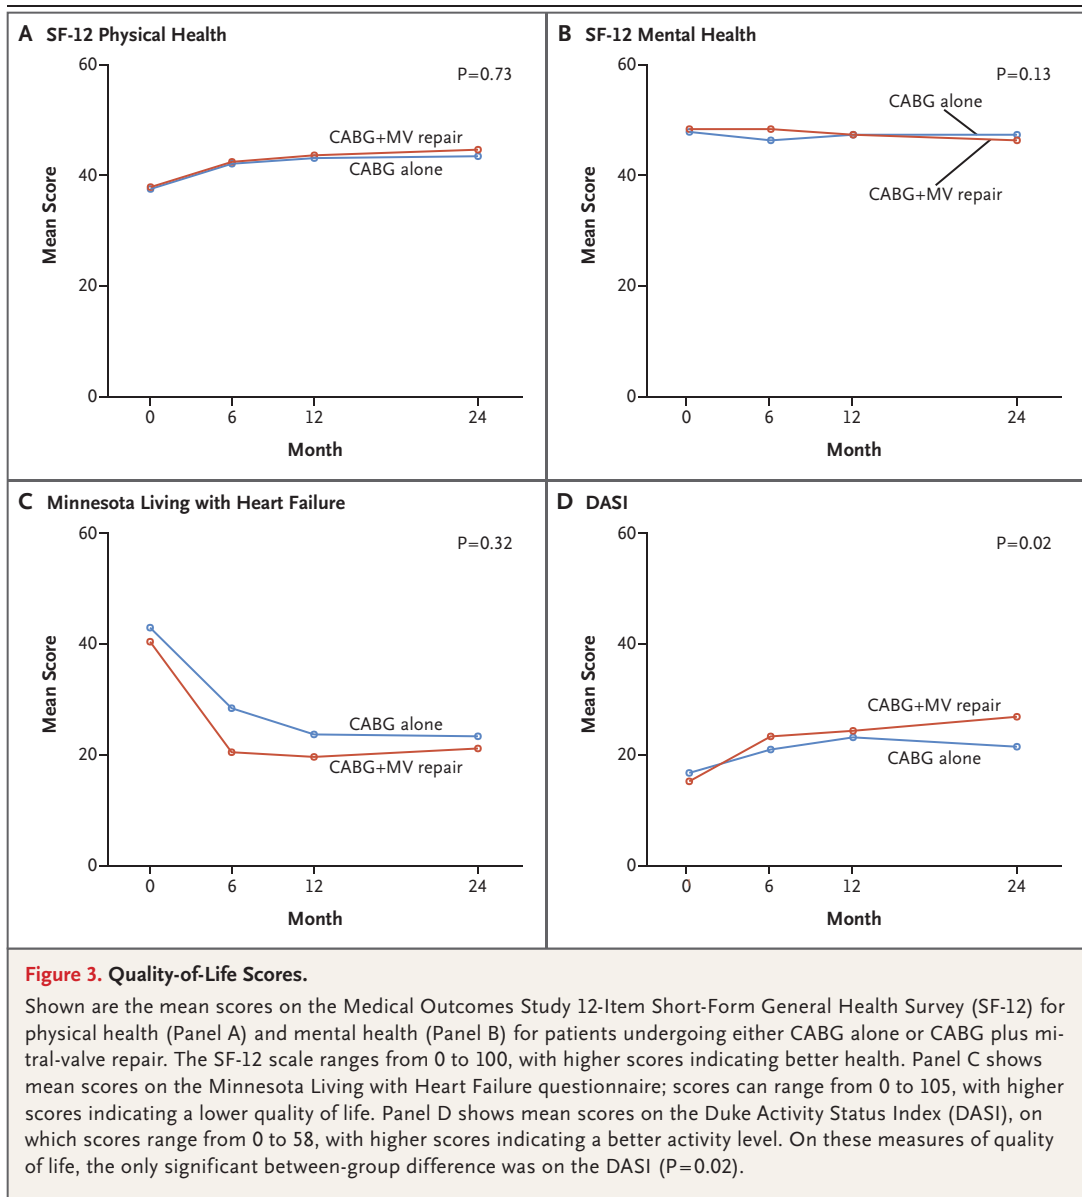 A SF-12 Physical Health
60
40
20
0
Mean Score
P=0.73
CABG+MV repair
CABG alone
0 6 12 24
Month
B SF-12 Mental Health
60
40
20
0
Mean Score
P=0.13
CABG alone
CABG+MV repair
0 6 12 24
Month
C Minnesota Living with Heart Failure
60
40
20
0
Mean Score
P=0.32
CABG alone
CABG+MV repair
0 6 12 24
Month
D DASI
60
40
20
0
Mean Score
P=0.02
CABG+MV repair
CABG alone
0 6 12 24
Month
Figure 3. Quality-of-Life Scores.
Shown are the mean scores on the Medical Outcomes Study 12-Item Short-Form General Health Survey (SF-12) for
physical health (Panel A) and mental health (Panel B) for patients undergoing either CABG alone or CABG plus mi-
tral-valve repair. The SF-12 scale ranges from 0 to 100, with higher scores indicating better health. Panel C shows
mean scores on the Minnesota Living with Heart Failure questionnaire; scores can range from 0 to 105, with higher
scores indicating a lower quality of life. Panel D shows mean scores on the Duke Activity Status Index (DASI), on
which scores range from 0 to 58, with higher scores indicating a better activity level. On these measures of quality
of life, the only significant between-group difference was on the DASI (P=0.02).